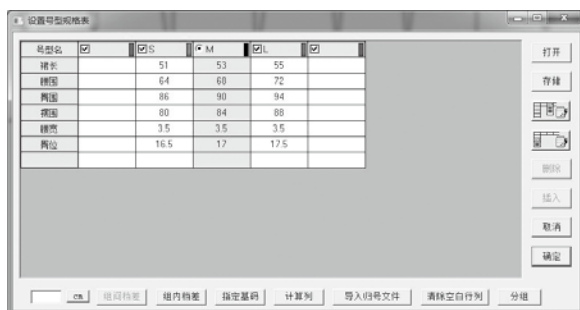 设置号型规格表
号型名 S M L
裙长 51 53 55
腰围 64 68 72
臀围 86 90 94
摆围 80 84 88
腰宽 3.5 3.5 3.5
臀位 16.5 17 17.5
打开
存储
删除
插入
取消
确定
cm 组间档差 组内档差 指定基码 计算列 导入归号文件 清除空白行列 分组